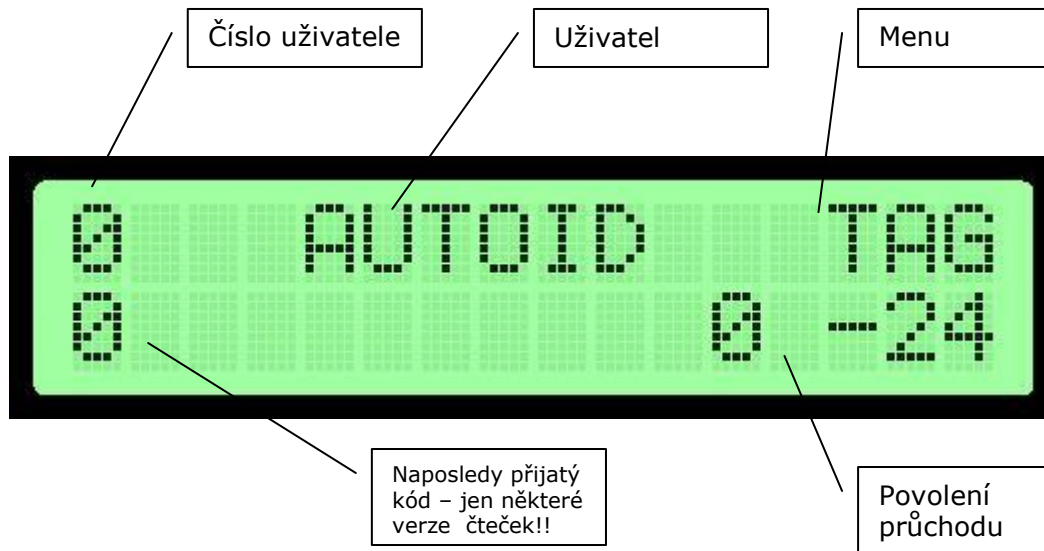 Číslo uživatele
Uživatel
Menu
0 AUTOID TAG
0 0 -24
Naposledy přijatý
kód – jen některé
verze čteček!!
Povolení
průchodu